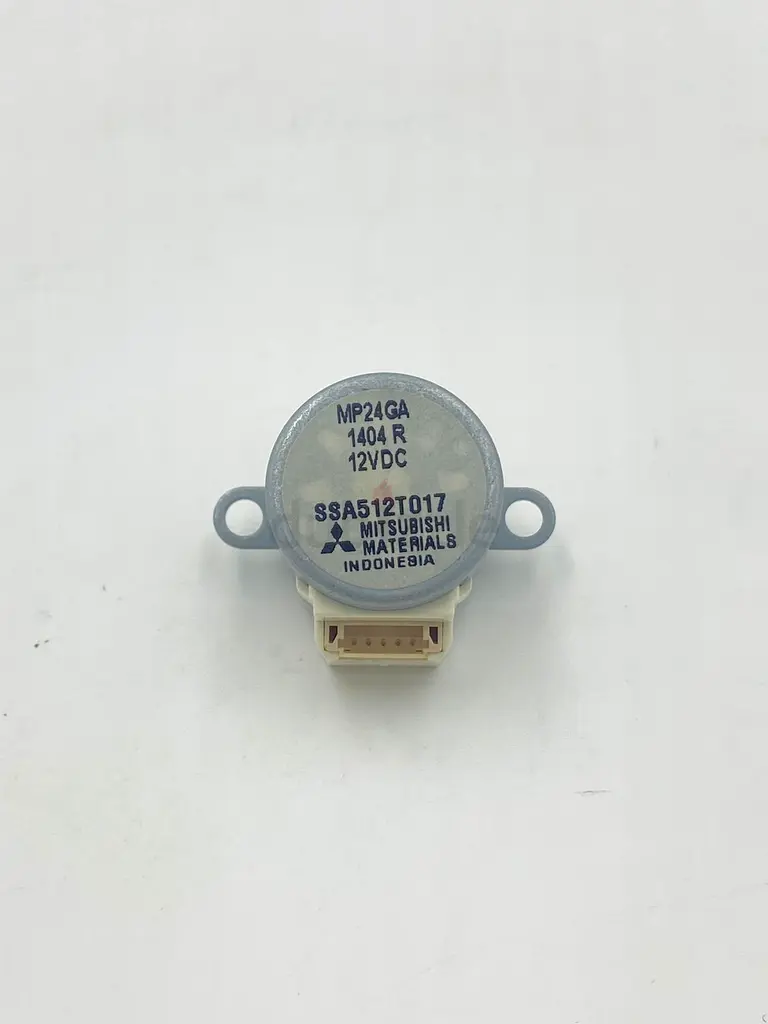 MP24GA
1404 R
12VDC
SSA512T017
MITSUBISHI
MATERIALS
INDONESIA